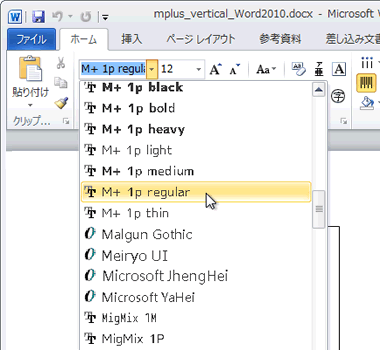 mplus_vertical_Word2010.docx - Microsoft
ファイル ホーム 挿入 ページ レイアウト 参考資料 差し込み文書
M+ 1p regula 12 Aa
貼り付け
クリップ...
M+ 1p black
M+ 1p bold
M+ 1p heavy
M+ 1p light
M+ 1p medium
M+ 1p regular
M+ 1p thin
Malgun Gothic
Meiryo UI
Microsoft JhengHei
Microsoft YaHei
MigMix 1M
MigMix 1P